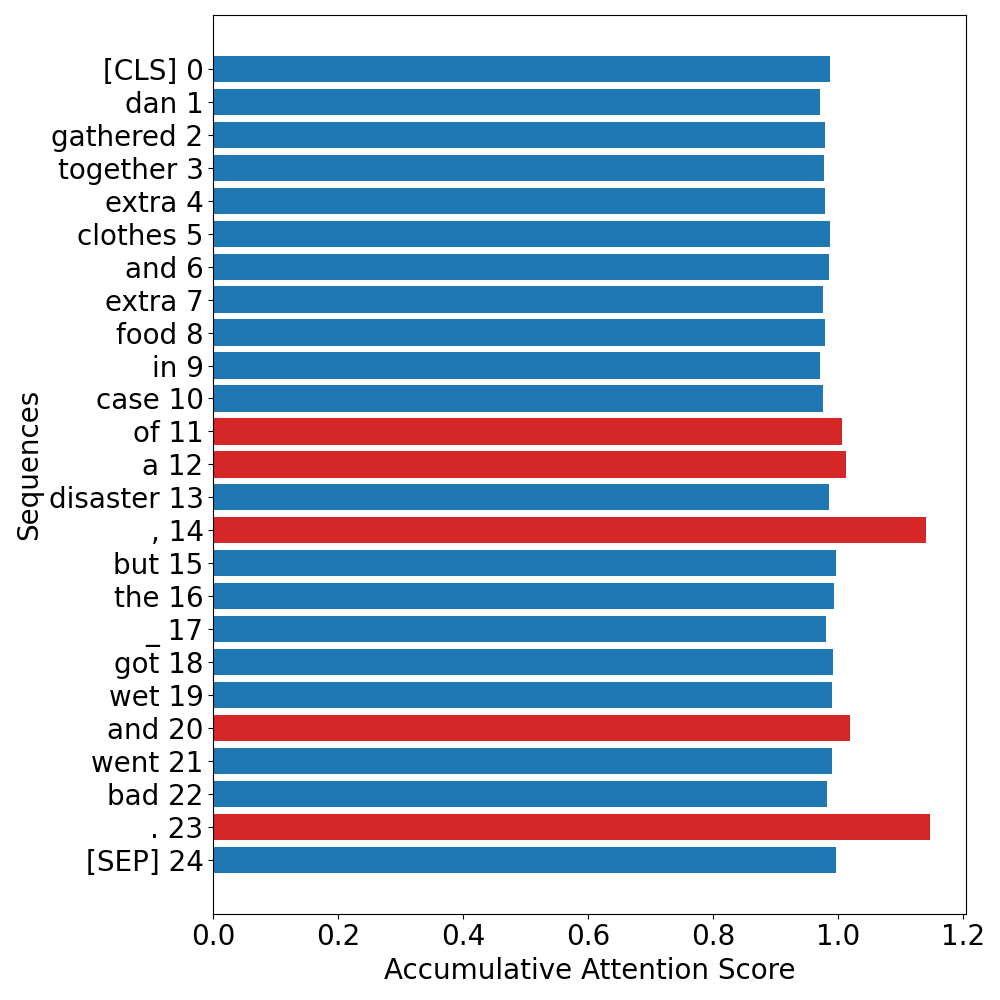 [CLS] 0
dan 1
gathered 2
together 3
extra 4
clothes 5
and 6
extra 7
food 8
in 9
case 10
of 11
a 12
disaster 13
, 14
but 15
the 16
_ 17
got 18
wet 19
and 20
went 21
bad 22
. 23
[SEP] 24
Sequences
0.0 0.2 0.4 0.6 0.8 1.0 1.2
Accumulative Attention Score